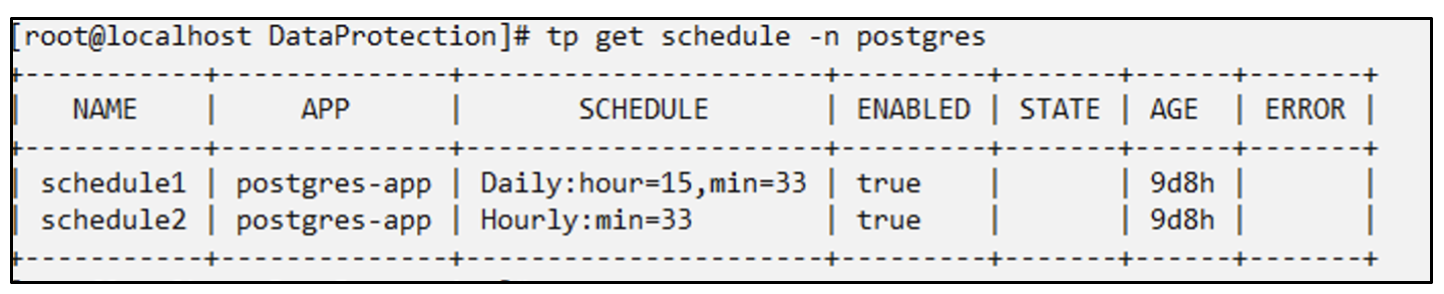 [root@localhost DataProtection]# tp get schedule -n postgres
+-----------+--------------+----------------------+---------+-------+------+-------+
|   NAME    |     APP      |       SCHEDULE       | ENABLED | STATE | AGE  | ERROR |
+-----------+--------------+----------------------+---------+-------+------+-------+
| schedule1 | postgres-app | Daily:hour=15,min=33 | true    |       | 9d8h |       |
| schedule2 | postgres-app | Hourly:min=33        | true    |       | 9d8h |       |
+-----------+--------------+----------------------+---------+-------+------+-------+